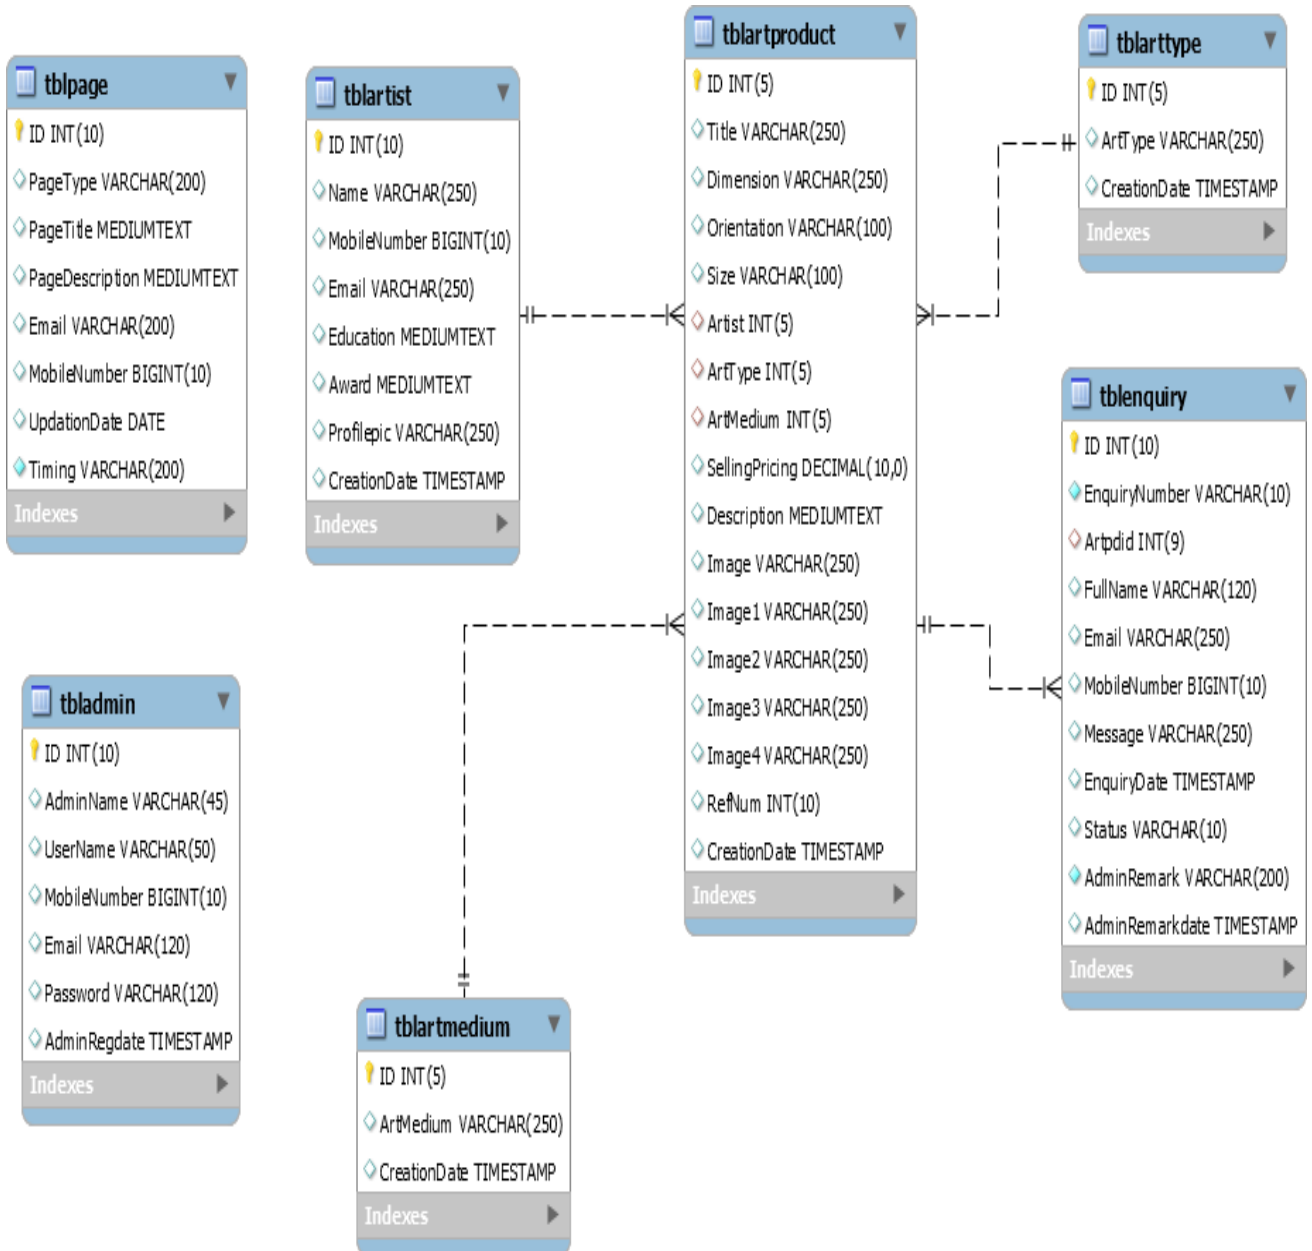 tblpage
ID INT(10)
PageType VARCHAR(200)
PageTitle MEDIUMTEXT
PageDescription MEDIUMTEXT
Email VARCHAR(200)
MobileNumber BIGINT(10)
UpdationDate DATE
Timing VARCHAR(200)
Indexes
tblartist
ID INT(10)
Name VARCHAR(250)
MobileNumber BIGINT(10)
Email VARCHAR(250)
Education MEDIUMTEXT
Award MEDIUMTEXT
Profilepic VARCHAR(250)
CreationDate TIMESTAMP
Indexes
tblartproduct
ID INT(5)
Title VARCHAR(250)
Dimension VARCHAR(250)
Orientation VARCHAR(100)
Size VARCHAR(100)
Artist INT(5)
ArtType INT(5)
ArtMedium INT(5)
SellingPricing DECIMAL(10,0)
Description MEDIUMTEXT
Image VARCHAR(250)
Image1 VARCHAR(250)
Image2 VARCHAR(250)
Image3 VARCHAR(250)
Image4 VARCHAR(250)
RefNum INT(10)
CreationDate TIMESTAMP
Indexes
tblarttype
ID INT(5)
ArtType VARCHAR(250)
CreationDate TIMESTAMP
Indexes
tblenquiry
ID INT(10)
EnquiryNumber VARCHAR(10)
Artpdid INT(9)
FullName VARCHAR(120)
Email VARCHAR(250)
MobileNumber BIGINT(10)
Message VARCHAR(250)
EnquiryDate TIMESTAMP
Status VARCHAR(10)
AdminRemark VARCHAR(200)
AdminRemarkdate TIMESTAMP
Indexes
tbladmin
ID INT(10)
AdminName VARCHAR(45)
UserName VARCHAR(50)
MobileNumber BIGINT(10)
Email VARCHAR(120)
Password VARCHAR(120)
AdminRegdate TIMESTAMP
Indexes
tblartmedium
ID INT(5)
ArtMedium VARCHAR(250)
CreationDate TIMESTAMP
Indexes